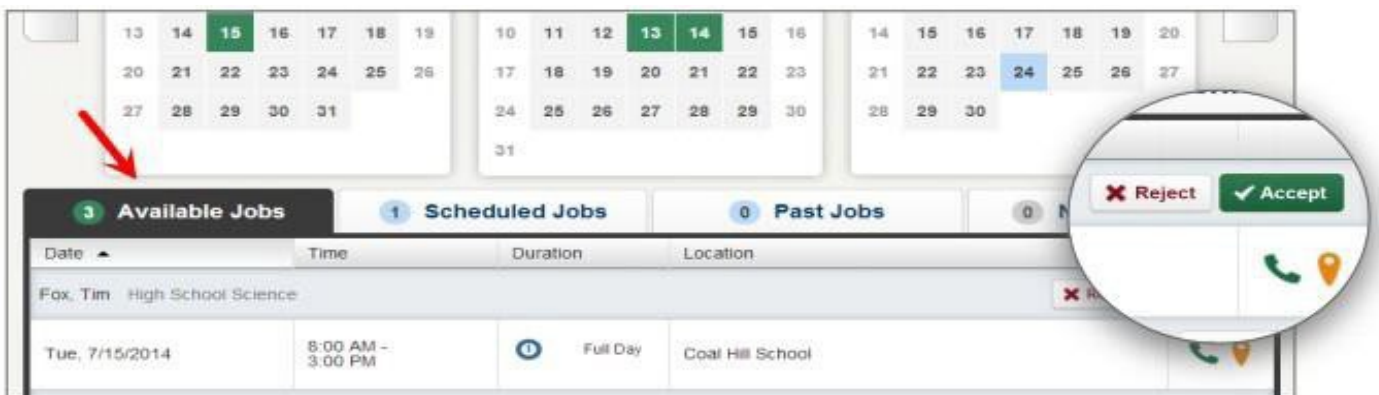 13 14 15 16 17 18 19 10 11 12 13 14 15 16 14 15 16 17 18 19 20
20 21 22 23 24 25 26 17 18 19 20 21 22 23 21 22 23 24 25 26 27
27 28 29 30 31 24 25 26 27 28 29 30 28 29 30
31
Reject Accept
3 Available Jobs 1 Scheduled Jobs 0 Past Jobs 0
Date Time Duration Location
Fox, Tim High School Science
Tue, 7/15/2014 8:00 AM - Full Day Coal Hill School
3:00 PM